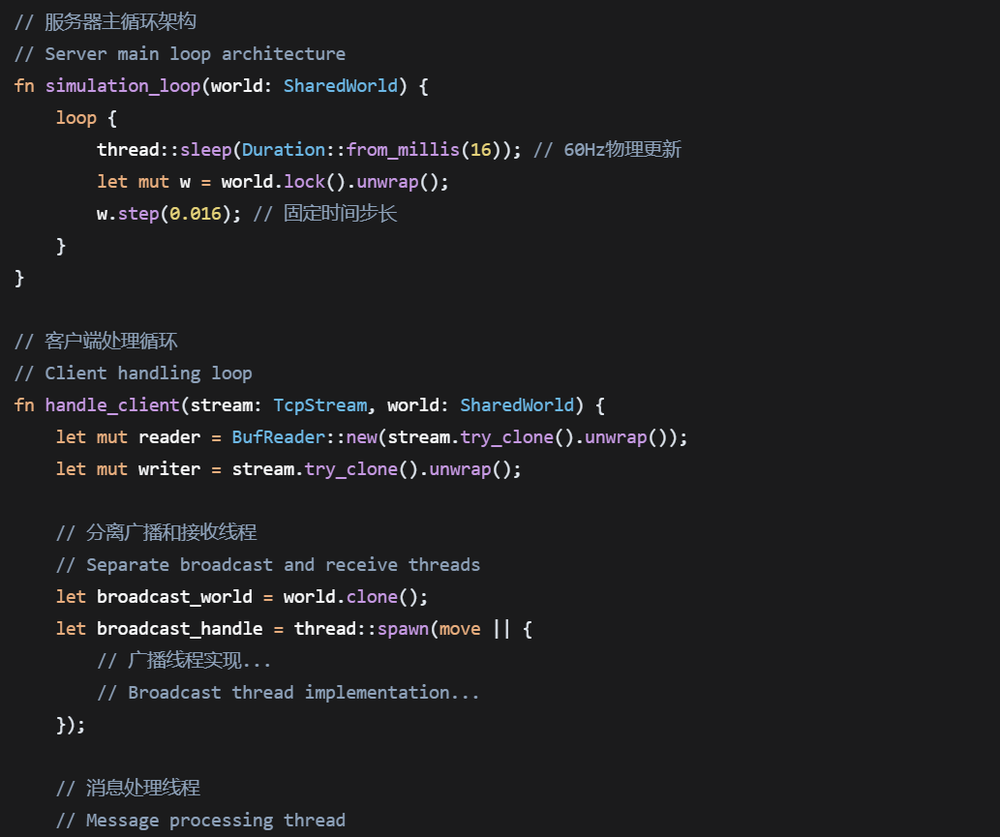 // 服务器主循环架构
// Server main loop architecture
fn simulation_loop(world: SharedWorld) {
    loop {
        thread::sleep(Duration::from_millis(16)); // 60Hz物理更新
        let mut w = world.lock().unwrap();
        w.step(0.016); // 固定时间步长
    }
}

// 客户端处理循环
// Client handling loop
fn handle_client(stream: TcpStream, world: SharedWorld) {
    let mut reader = BufReader::new(stream.try_clone().unwrap());
    let mut writer = stream.try_clone().unwrap();

    // 分离广播和接收线程
    // Separate broadcast and receive threads
    let broadcast_world = world.clone();
    let broadcast_handle = thread::spawn(move || {
        // 广播线程实现...
        // Broadcast thread implementation...
    });

    // 消息处理线程
    // Message processing thread